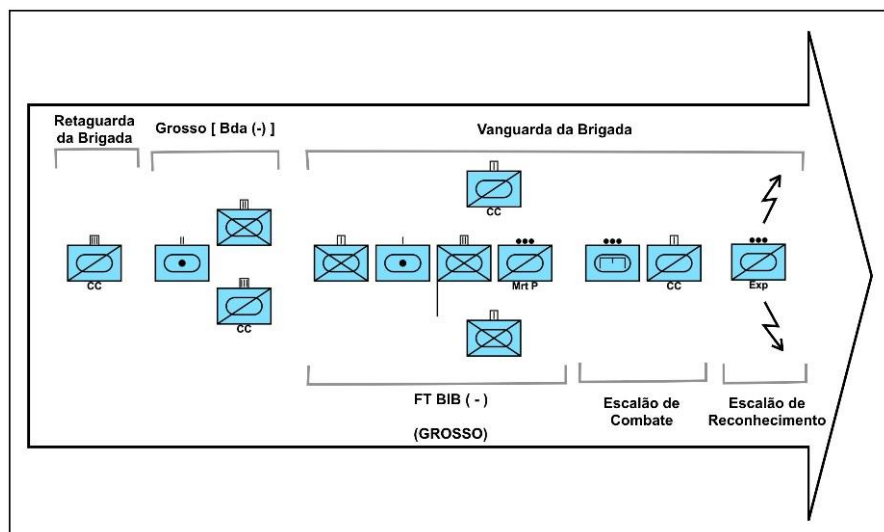 Retaguarda
da Brigada
Grosso [ Bda (-) ]
Vanguarda da Brigada
CC
CC
CC
Mrt P
CC
Exp
FT BIB ( - )
(GROSSO)
Escalão de
Combate
Escalão de
Reconhecimento